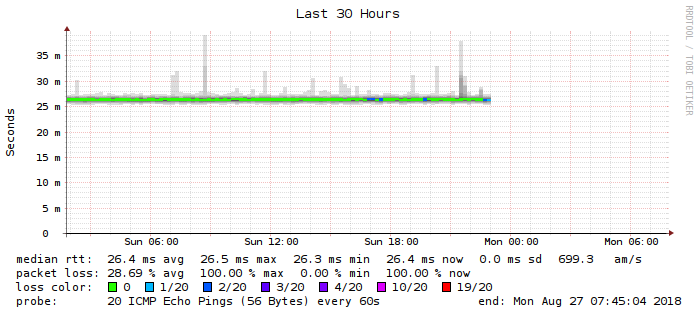 Last 30 Hours
RRDTOOL / TOBI OETIKER
Seconds
35 m
30 m
25 m
20 m
15 m
10 m
5 m
0
Sun 06:00 Sun 12:00 Sun 18:00 Mon 00:00 Mon 06:00
median rtt: 26.4 ms avg 26.5 ms max 26.3 ms min 26.4 ms now 0.0 ms sd 699.3 am/s
packet loss: 28.69 % avg 100.00 % max 0.00 % min 100.00 % now
loss color: 0 1/20 2/20 3/20 4/20 10/20 19/20
probe: 20 ICMP Echo Pings (56 Bytes) every 60s end: Mon Aug 27 07:45:04 2018